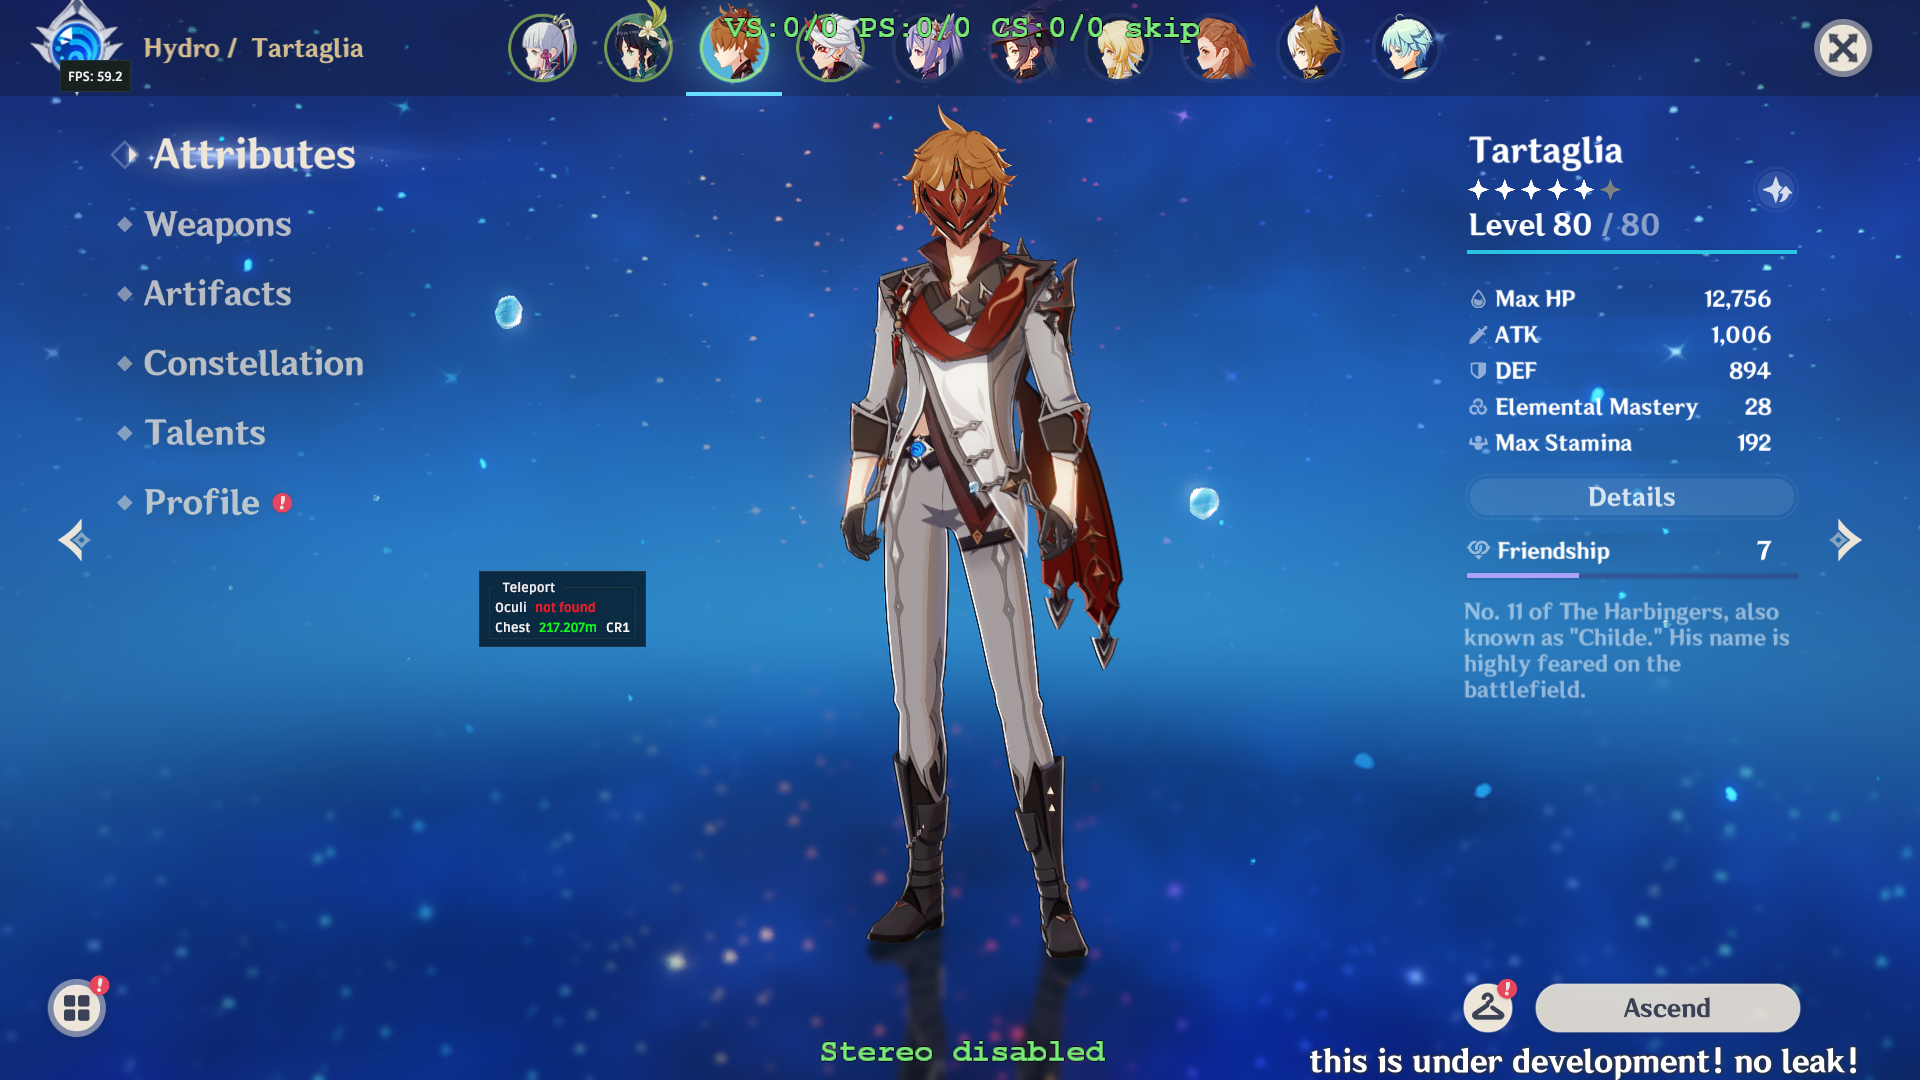 VS:0/0 PS:0/0 CS:0/0 skip
Hydro / Tartaglia
FPS: 59.2
Attributes
Weapons
Artifacts
Constellation
Talents
Profile
Teleport
Oculi not found
Chest 217.207m CR1
Tartaglia
Level 80 / 80
Max HP 12,756
ATK 1,006
DEF 894
Elemental Mastery 28
Max Stamina 192
Details
Friendship 7
No. 11 of The Harbingers, also
known as "Childe." His name is
highly feared on the
battlefield.
Ascend
Stereo disabled
this is under development! no leak!